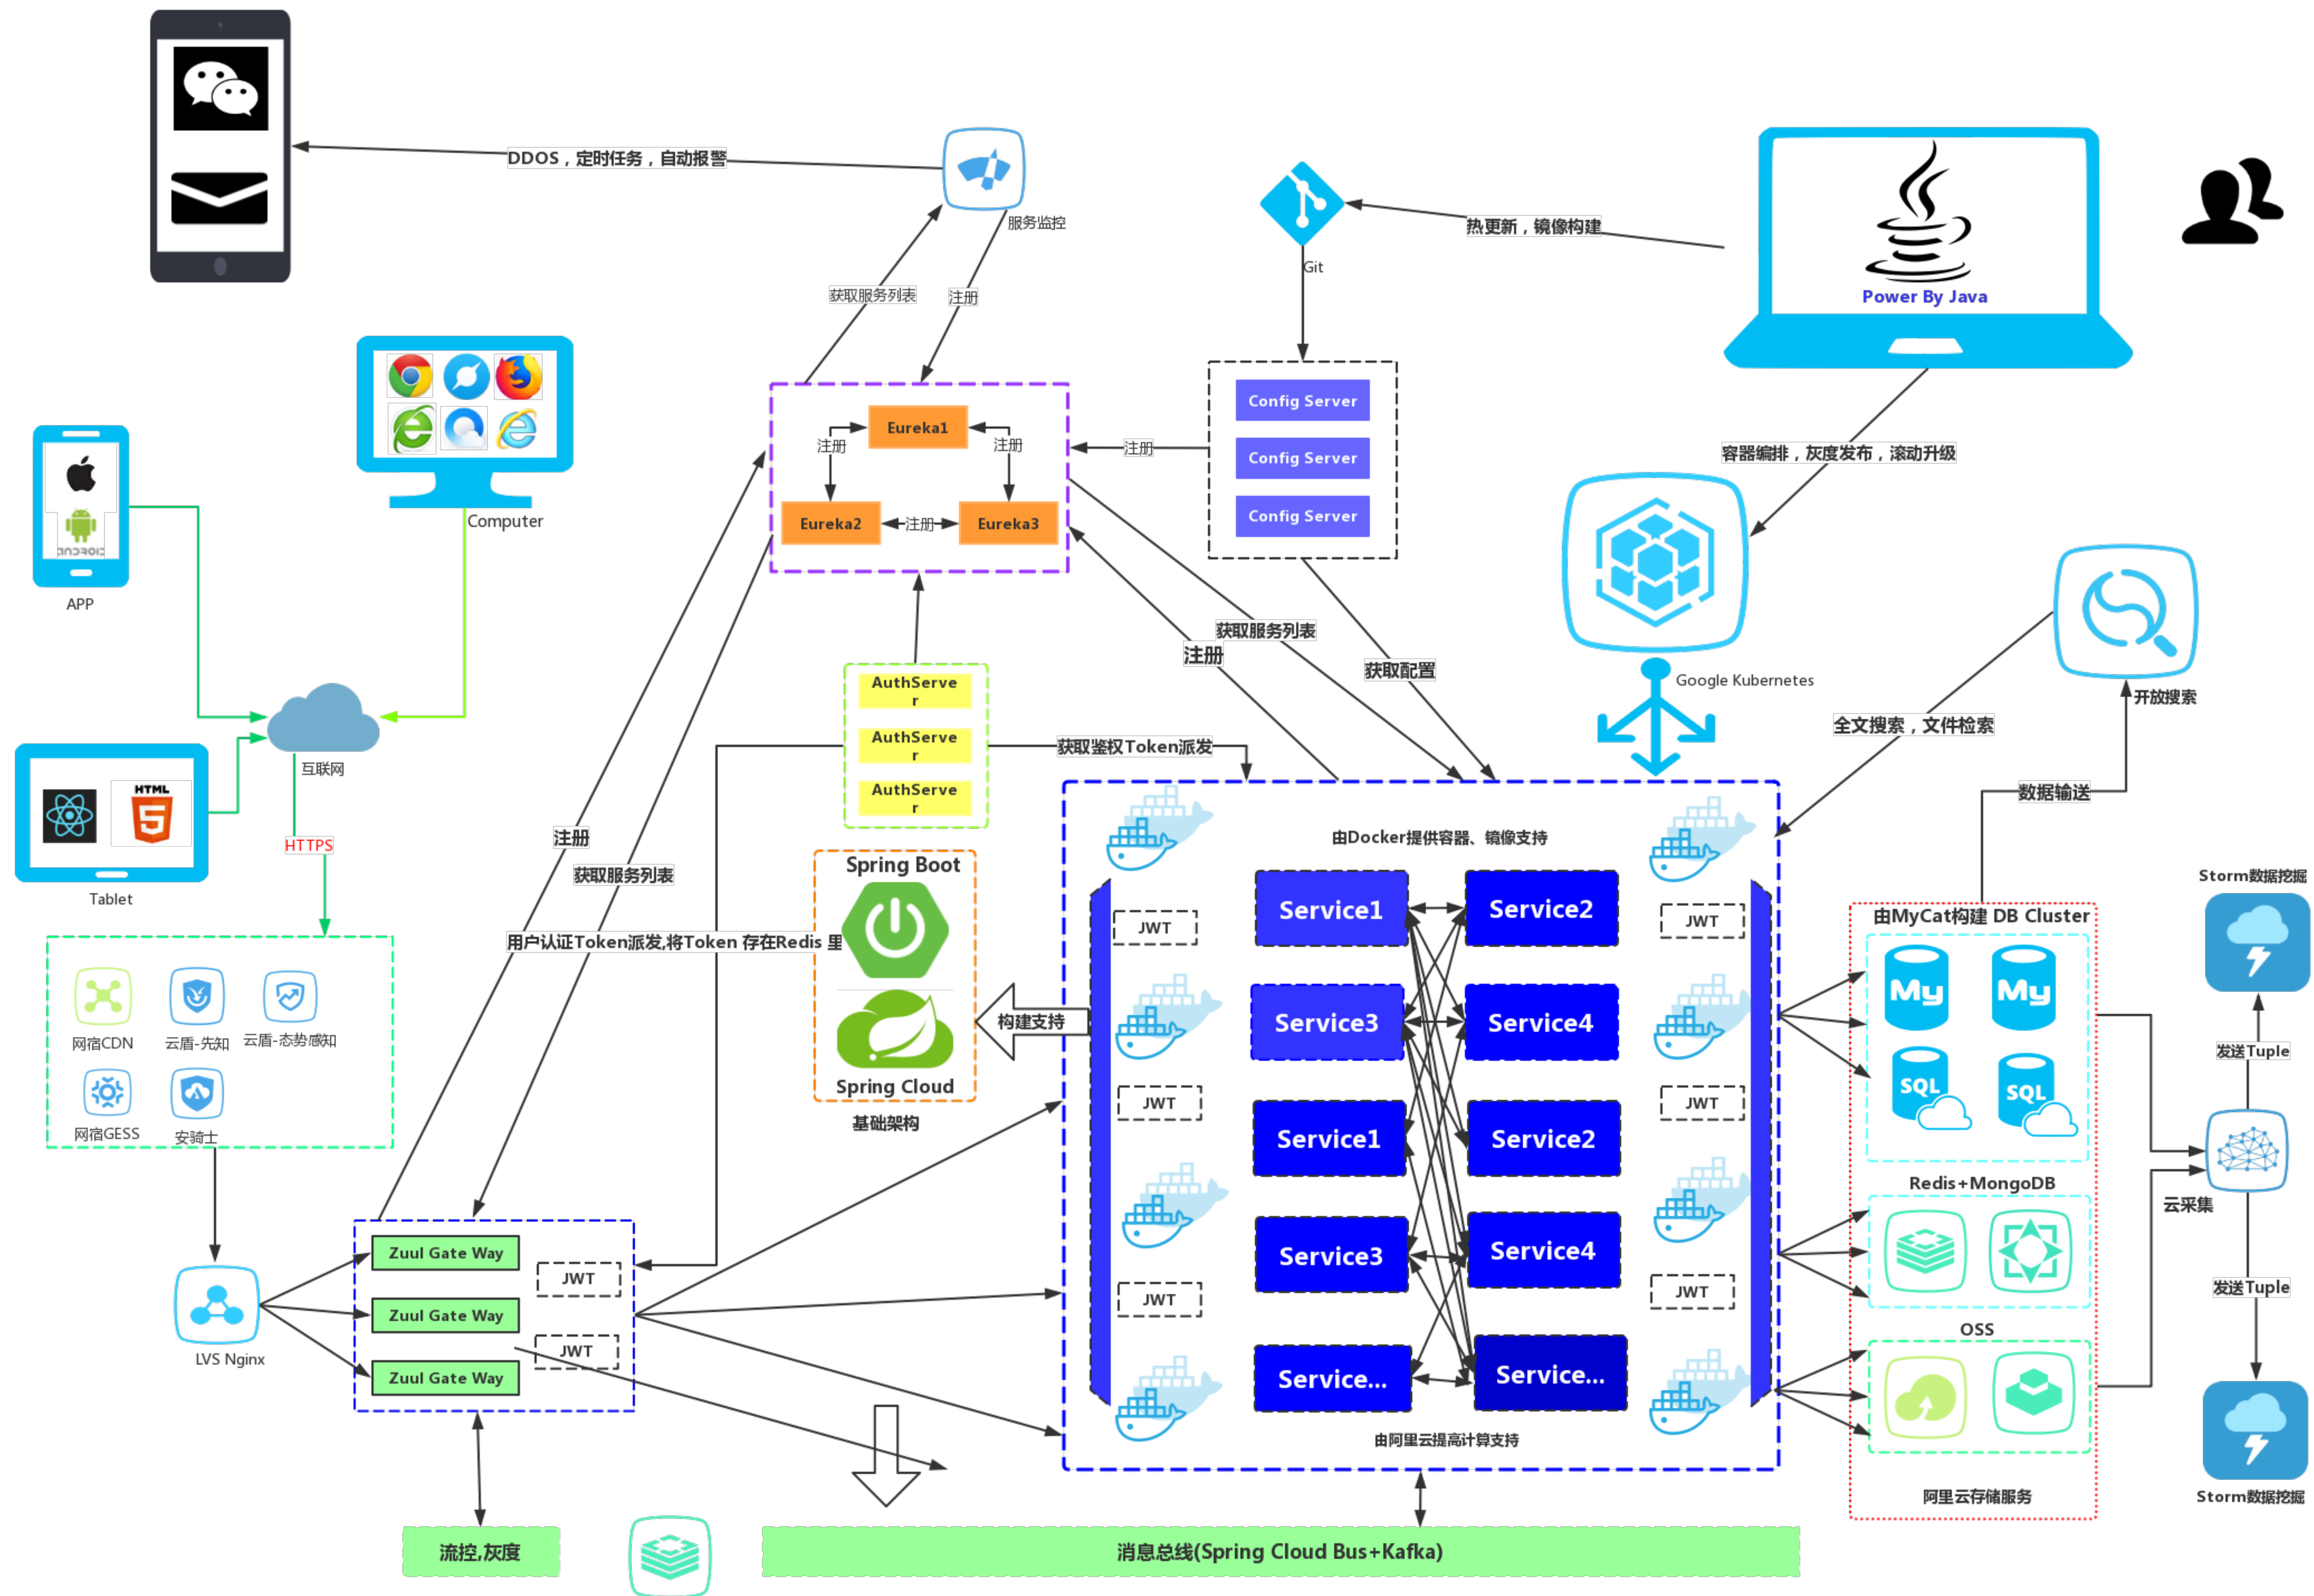 DDOS，定时任务，自动报警
服务监控
热更新，镜像构建
Git
Power By Java
获取服务列表
注册
Config Server
Config Server
Config Server
Eureka1
注册
注册
注册
Eureka2
注册
Eureka3
容器编排，灰度发布，滚动升级
Computer
ANDROID
APP
获取服务列表
注册
获取配置
Google Kubernetes
开放搜索
全文搜索，文件检索
AuthServe
r
AuthServe
r
AuthServe
r
获取鉴权Token派发
互联网
HTML
5
HTTPS
Tablet
注册
获取服务列表
数据输送
由Docker提供容器、镜像支持
Spring Boot
Spring Cloud
基础架构
用户认证Token派发,将Token 存在Redis 里
构建支持
Service1
Service2
JWT
JWT
Service3
Service4
JWT
JWT
Service1
Service2
Service3
Service4
JWT
JWT
Service...
Service...
由阿里云提高计算支持
Storm数据挖掘
由MyCat构建 DB Cluster
My
My
SQL
SQL
发送Tuple
Redis+MongoDB
云采集
发送Tuple
OSS
阿里云存储服务
Storm数据挖掘
网宿CDN
云盾-先知
云盾-态势感知
网宿GESS
安骑士
Zuul Gate Way
JWT
Zuul Gate Way
JWT
Zuul Gate Way
LVS Nginx
流控,灰度
消息总线(Spring Cloud Bus+Kafka)